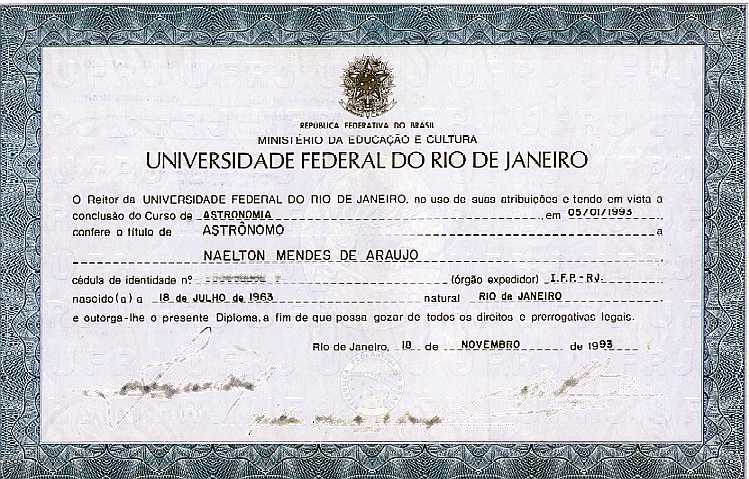 REPÚBLICA FEDERATIVA DO BRASIL
MINISTÉRIO DA EDUCAÇÃO E CULTURA
UNIVERSIDADE FEDERAL DO RIO DE JANEIRO
O Reitor da UNIVERSIDADE FEDERAL DO RIO DE JANEIRO, no uso de suas atribuições e tendo em vista a
conclusão do Curso de ASTRONOMIA , em 05/01/1993
confere o título de ASTRÔNOMO a
NAELTON MENDES DE ARAUJO
cédula de identidade nº (órgão expedidor) I.F.P.-RJ.
nascido(a) a 18 de JULHO de 1963 natural RIO de JANEIRO
e outorga-lhe o presente Diploma, a fim de que possa gozar de todos os direitos e prerrogativas legais.
Rio de Janeiro, 18 de NOVEMBRO de 1993